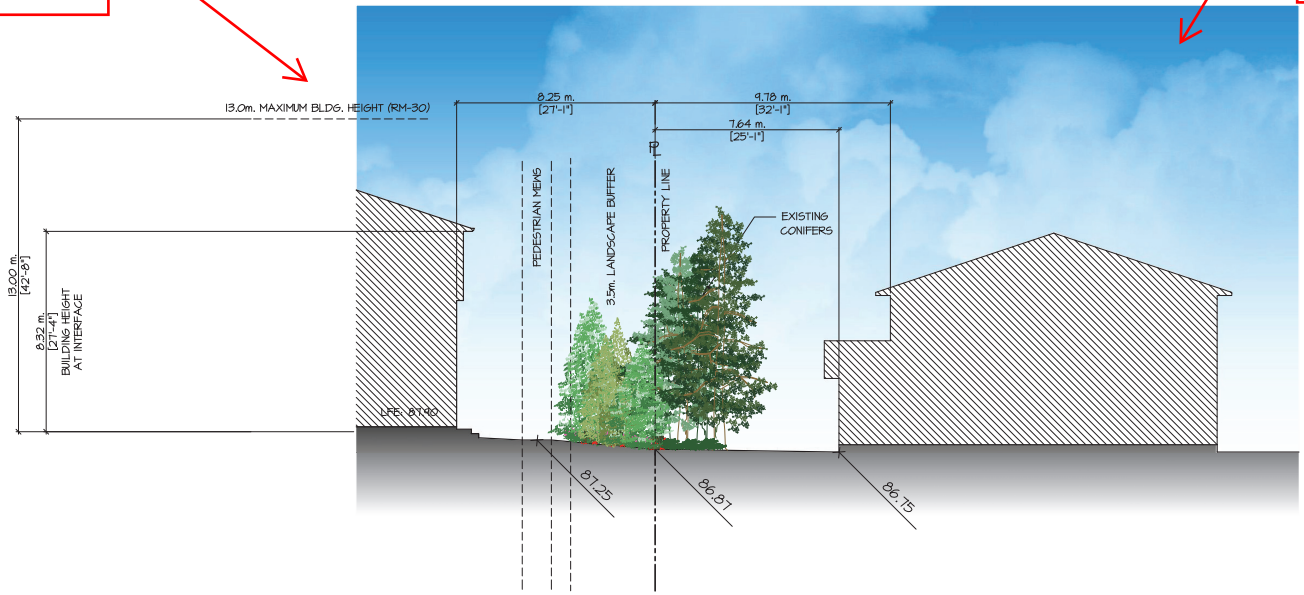 13.0m. MAXIMUM BLDG. HEIGHT (RM-30)
8.25 m.
[27'-1"]
9.78 m.
[32'-1"]
7.64 m.
[25'-1"]
PL
PEDESTRIAN MEWS
3.5m. LANDSCAPE BUFFER
PROPERTY LINE
EXISTING
CONIFERS
13.00 m.
[42'-8"]
8.32 m.
[27'-4"]
BUILDING HEIGHT
AT INTERFACE
LFE: 87.90
87.25
86.87
86.75